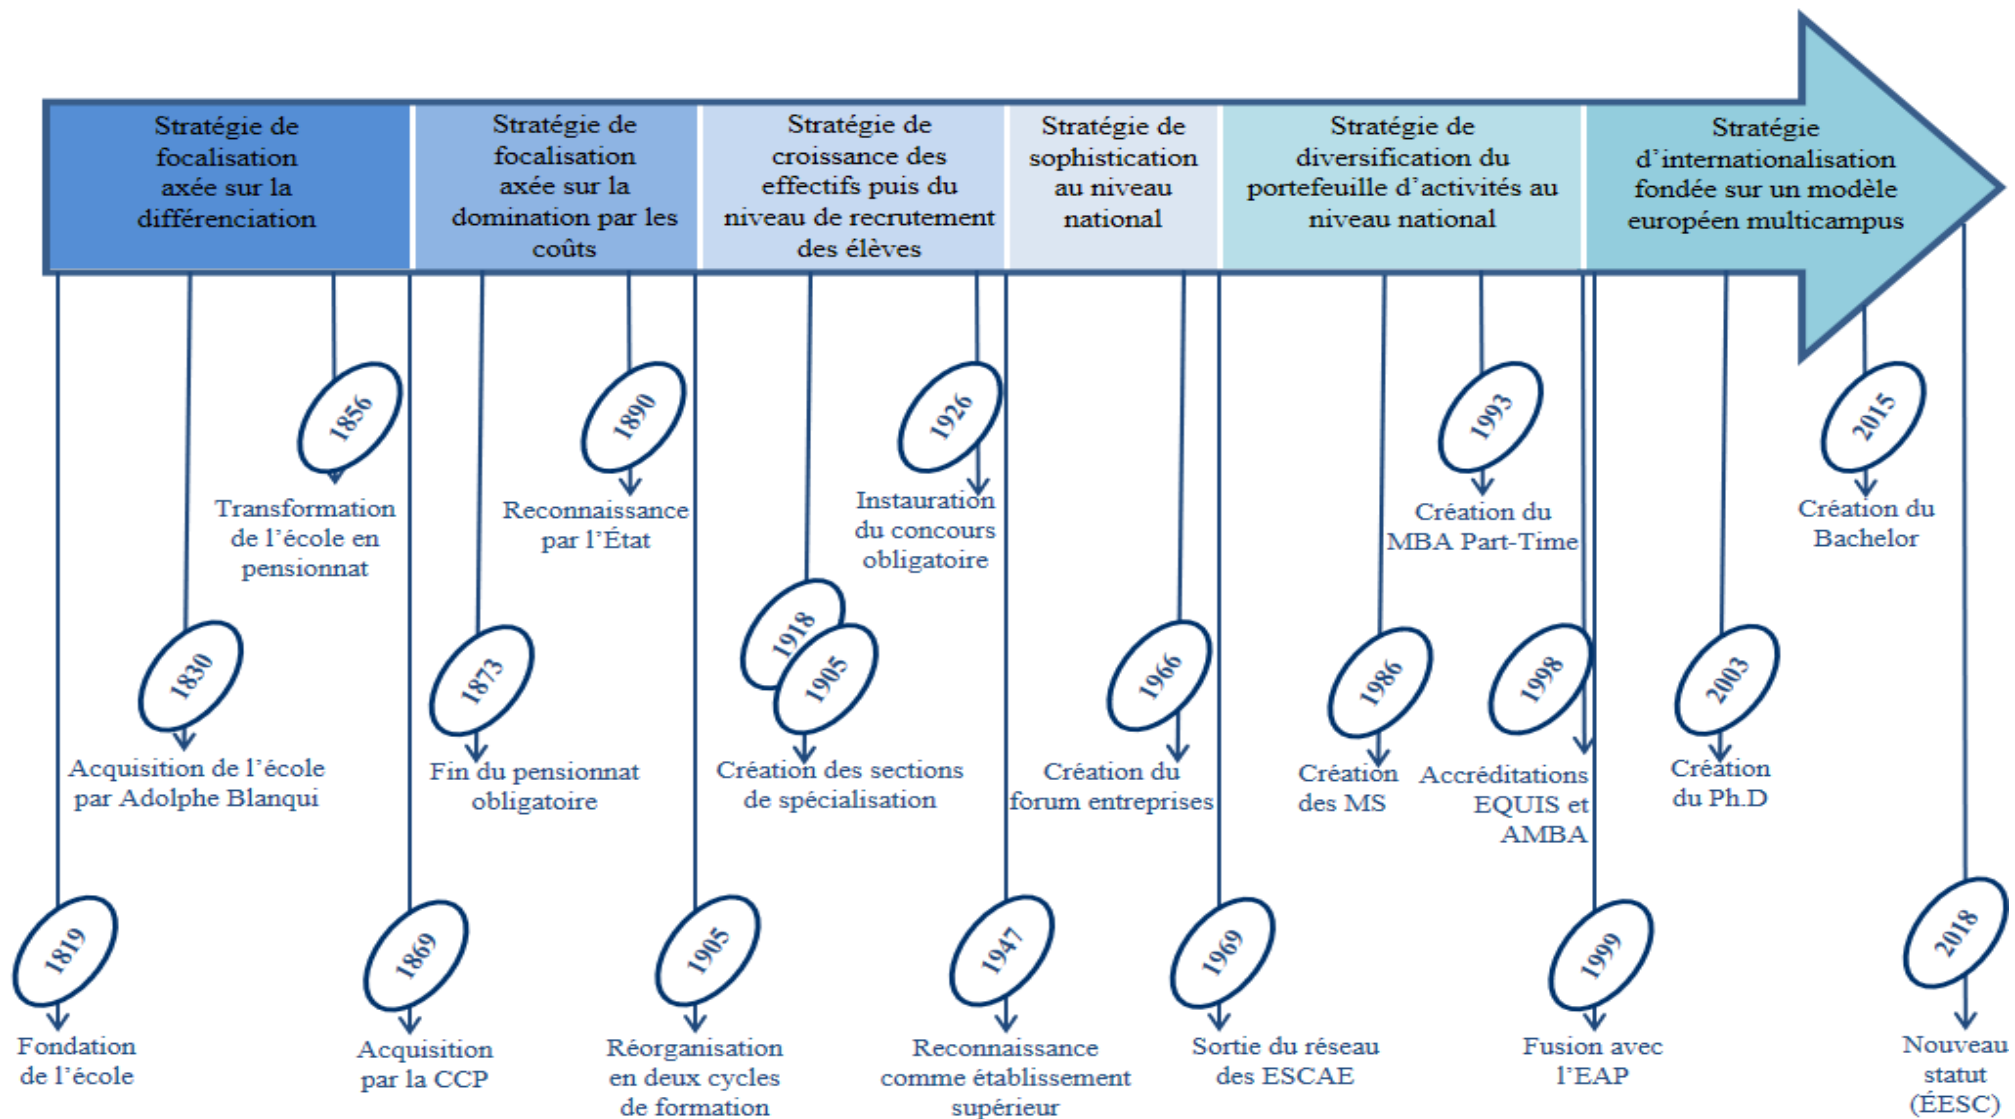 Stratégie de
focalisation
axée sur la
différenciation
Stratégie de
focalisation
axée sur la
domination par les
coûts
Stratégie de
croissance des
effectifs puis du
niveau de recrutement
des élèves
Stratégie de
sophistication
au niveau
national
Stratégie de
diversification du
portefeuille d’activités au
niveau national
Stratégie
d’internationalisation
fondée sur un modèle
européen multicampus
1856
Transformation
de l’école en
pensionnat
1890
Reconnaissance
par l’État
1926
Instauration
du concours
obligatoire
1993
Création du
MBA Part-Time
2015
Création du
Bachelor
1830
Acquisition de l’école
par Adolphe Blanqui
1873
Fin du pensionnat
obligatoire
1918
1905
Création des sections
de spécialisation
1966
Création du
forum entreprises
1986
Création
des MS
1998
Accréditations
EQUIS et
AMBA
2003
Création
du Ph.D
1819
Fondation
de l’école
1869
Acquisition
par la CCP
1905
Réorganisation
en deux cycles
de formation
1947
Reconnaissance
comme établissement
supérieur
1969
Sortie du réseau
des ESCAE
1999
Fusion avec
l’EAP
2018
Nouveau
statut
(ÉESC)